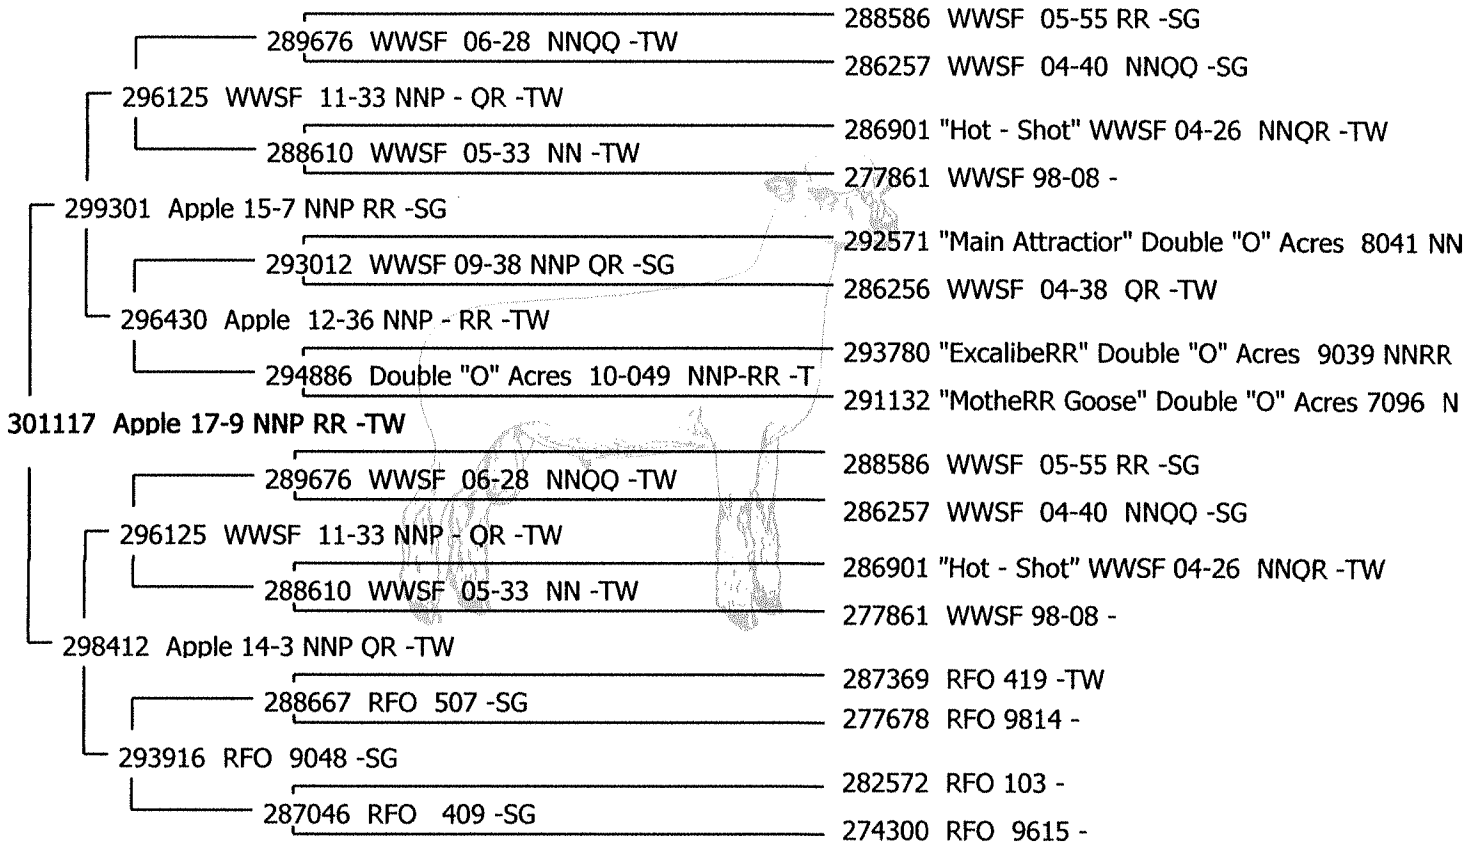 288586 WWSF 05-55 RR -SG
289676 WWSF 06-28 NNQQ -TW
286257 WWSF 04-40 NNQQ -SG
296125 WWSF 11-33 NNP - QR -TW
286901 "Hot - Shot" WWSF 04-26 NNQR -TW
288610 WWSF 05-33 NN -TW
277861 WWSF 98-08 -
299301 Apple 15-7 NNP RR -SG
292571 "Main Attractior" Double "O" Acres 8041 NN
293012 WWSF 09-38 NNP QR -SG
286256 WWSF 04-38 QR -TW
296430 Apple 12-36 NNP - RR -TW
293780 "ExcalibeRR" Double "O" Acres 9039 NNRR
294886 Double "O" Acres 10-049 NNP-RR -T
291132 "MotheRR Goose" Double "O" Acres 7096 N
301117 Apple 17-9 NNP RR -TW
288586 WWSF 05-55 RR -SG
289676 WWSF 06-28 NNQQ -TW
286257 WWSF 04-40 NNQQ -SG
296125 WWSF 11-33 NNP - QR -TW
286901 "Hot - Shot" WWSF 04-26 NNQR -TW
288610 WWSF 05-33 NN -TW
277861 WWSF 98-08 -
298412 Apple 14-3 NNP QR -TW
287369 RFO 419 -TW
288667 RFO 507 -SG
277678 RFO 9814 -
293916 RFO 9048 -SG
282572 RFO 103 -
287046 RFO 409 -SG
274300 RFO 9615 -